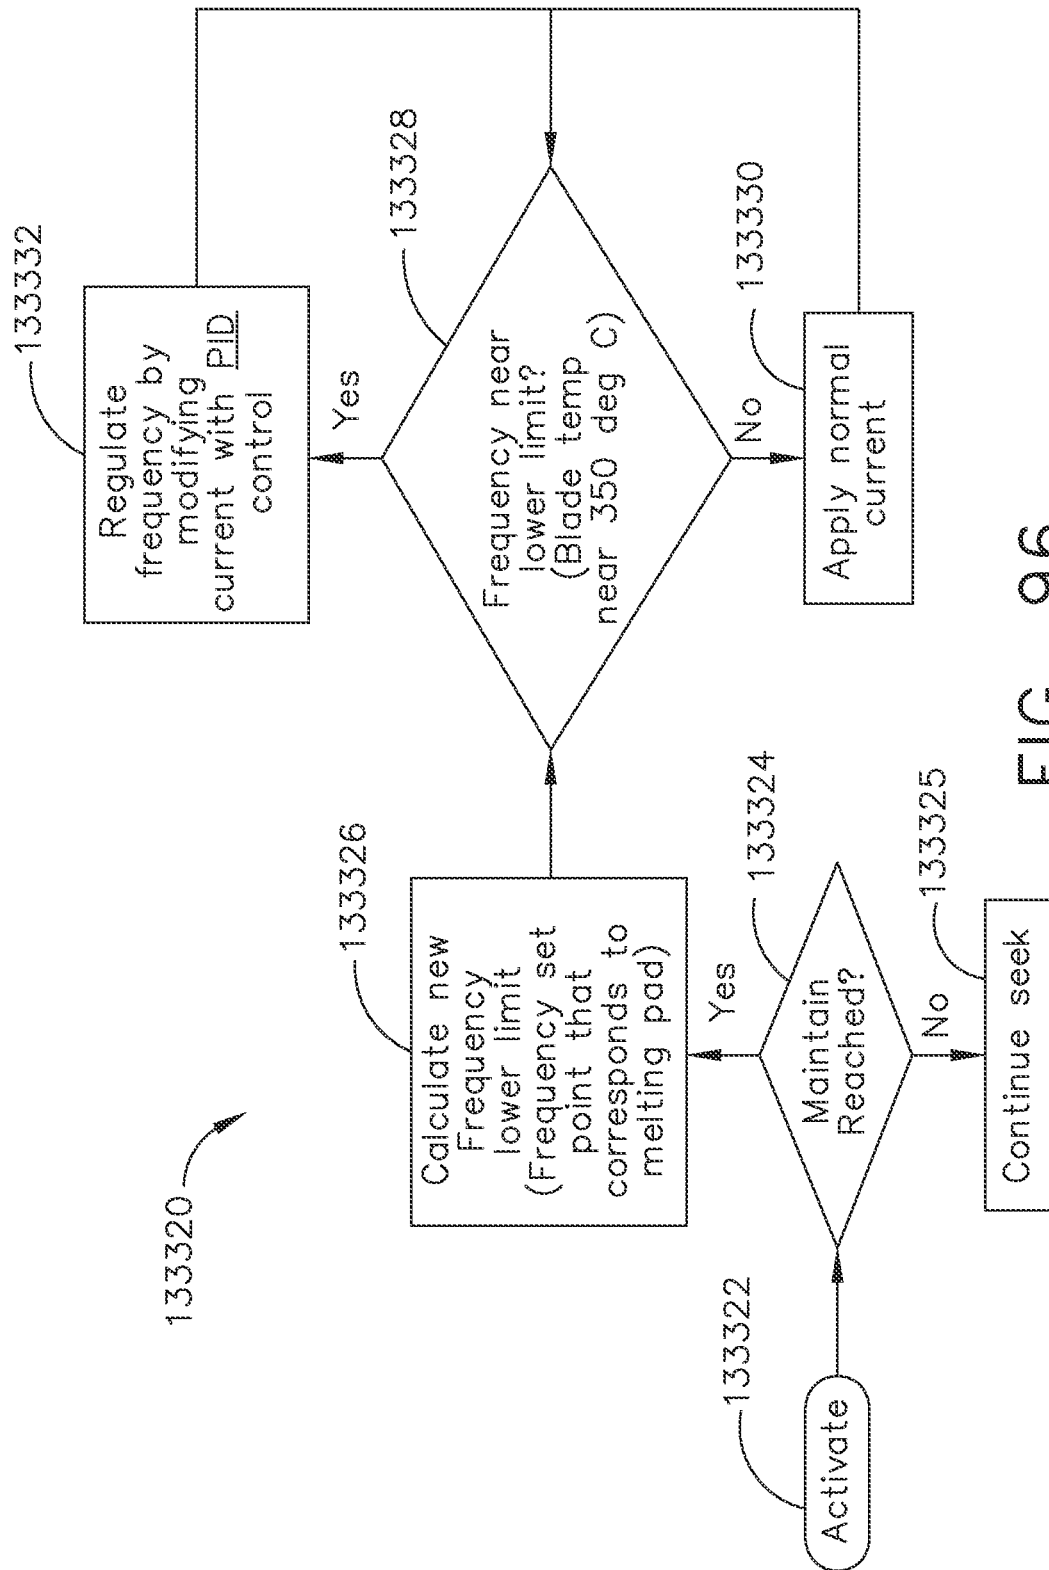 133320
133322
Activate
133324
Maintain
Reached?
Yes
No
133325
Continue seek
133326
Calculate new
Frequency
lower limit
(Frequency set
point that
corresponds to
melting pad)
133328
Frequency near
lower limit?
(Blade temp
near 350 deg C)
Yes
No
133332
Regulate
frequency by
modifying
current with PID
control
133330
Apply normal
current
FIG. 96